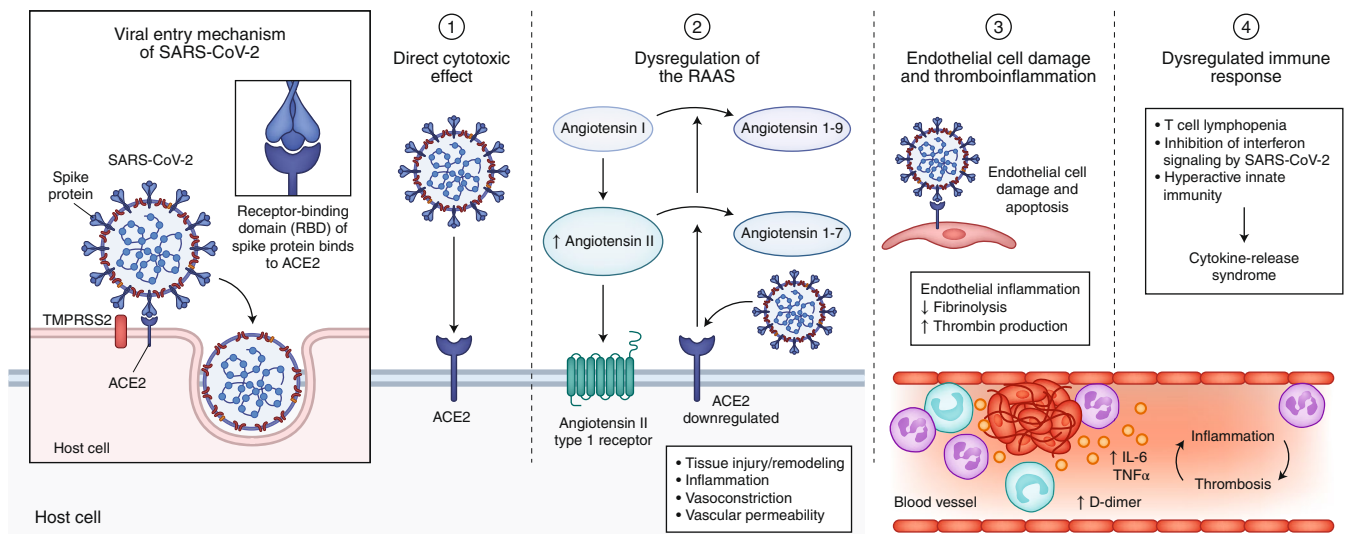 Viral entry mechanism
of SARS-CoV-2
SARS-CoV-2
Spike
protein
Receptor-binding
domain (RBD) of
spike protein binds
to ACE2
TMPRSS2
ACE2
Host cell
1
Direct cytotoxic
effect
ACE2
Host cell
2
Dysregulation of
the RAAS
Angiotensin I
Angiotensin 1-9
↑ Angiotensin II
Angiotensin 1-7
Angiotensin II
type 1 receptor
ACE2
downregulated
• Tissue injury/remodeling
• Inflammation
• Vasoconstriction
• Vascular permeability
3
Endothelial cell damage
and thromboinflammation
Endothelial cell
damage and
apoptosis
Endothelial inflammation
↓ Fibrinolysis
↑ Thrombin production
4
Dysregulated immune
response
• T cell lymphopenia
• Inhibition of interferon
signaling by SARS-CoV-2
• Hyperactive innate
immunity
Cytokine-release
syndrome
Blood vessel
↑ IL-6
TNFα
↑ D-dimer
Inflammation
Thrombosis